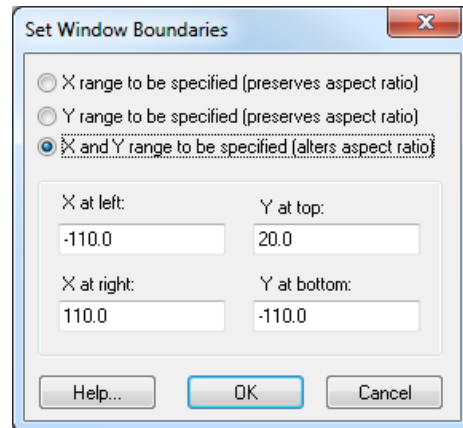 Set Window Boundaries
X range to be specified (preserves aspect ratio)
Y range to be specified (preserves aspect ratio)
X and Y range to be specified (alters aspect ratio)
X at left:
Y at top:
-110.0
20.0
X at right:
Y at bottom:
110.0
-110.0
Help...
OK
Cancel